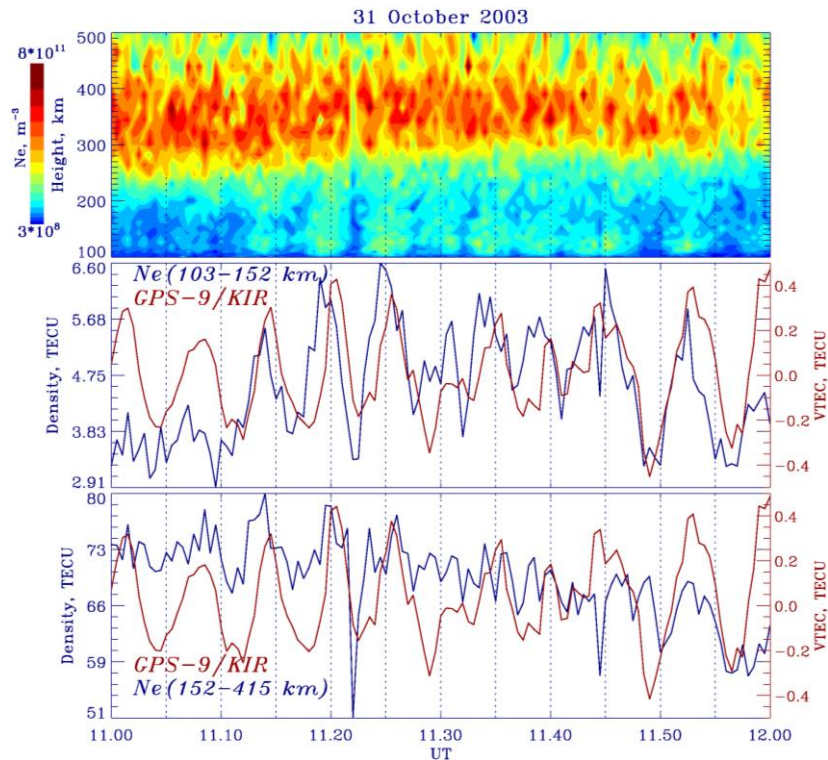 31 October 2003
8*10¹¹
Ne, m⁻³
3*10⁸
Height, km
500
400
300
200
100
Ne(103-152 km)
GPS-9/KIR
Density, TECU
6.60
5.68
4.75
3.83
2.91
VTEC, TECU
0.4
0.2
0.0
-0.2
-0.4
Density, TECU
80
73
66
59
51
GPS-9/KIR
Ne(152-415 km)
VTEC, TECU
0.4
0.2
0.0
-0.2
-0.4
11.00 11.10 11.20 11.30 11.40 11.50 12.00
UT